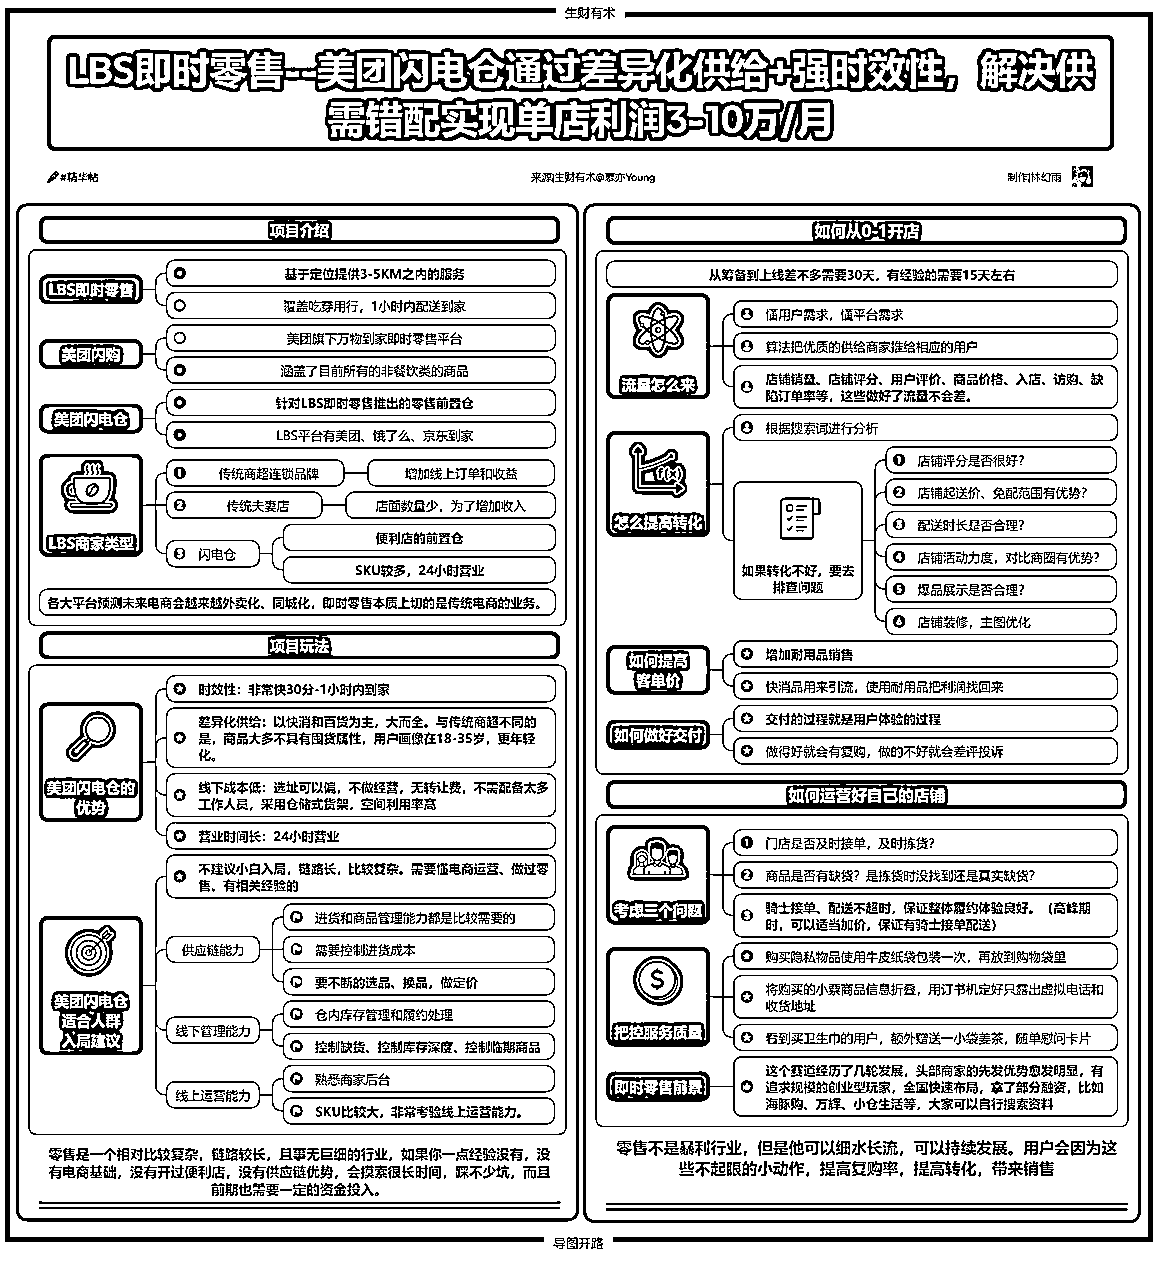 生财有术
LBS即时零售--美团闪电仓通过差异化供给+强时效性，解决供
需错配实现单店利润3-10万/月
#精华帖
来源|生财有术@慕亦Young
制作|林幻雨
项目介绍
LBS即时零售
基于定位提供3-5KM之内的服务
覆盖吃穿用行，1小时内配送到家
美团闪购
美团旗下万物到家即时零售平台
涵盖了目前所有的非餐饮类的商品
美团闪电仓
针对LBS即时零售推出的零售前置仓
LBS平台有美团、饿了么、京东到家
LBS商家类型
1 传统商超连锁品牌
增加线上订单和收益
2 传统夫妻店
店面数量少，为了增加收入
3 闪电仓
便利店的前置仓
SKU较多，24小时营业
各大平台预测未来电商会越来越外卖化、同城化，即时零售本质上切的是传统电商的业务。
项目玩法
美团闪电仓的
优势
时效性：非常快30分-1小时内到家
差异化供给：以快消和百货为主，大而全。与传统商超不同的
是，商品大多不具有囤货属性，用户画像在18-35岁，更年轻
化。
线下成本低：选址可以偏，不做经营，无转让费，不需配备太多
工作人员，采用仓储式货架，空间利用率高
营业时间长：24小时营业
美团闪电仓
适合人群
入局建议
不建议小白入局，链路长，比较复杂。需要懂电商运营、做过零
售、有相关经验的
供应链能力
进货和商品管理能力都是比较需要的
需要控制进货成本
要不断的选品、换品，做定价
线下管理能力
仓内库存管理和履约处理
控制缺货、控制库存深度、控制临期商品
线上运营能力
熟悉商家后台
SKU比较大，非常考验线上运营能力。
零售是一个相对比较复杂，链路较长，且事无巨细的行业，如果你一点经验没有，没
有电商基础，没有开过便利店，没有供应链优势，会摸索很长时间，踩不少坑，而且
前期也需要一定的资金投入。
如何从0-1开店
从筹备到上线差不多需要30天，有经验的需要15天左右
流量怎么来
懂用户需求，懂平台需求
算法把优质的供给商家推给相应的用户
店铺销量、店铺评分、用户评价、商品价格、入店、访购、缺
陷订单率等，这些做好了流量不会差。
怎么提高转化
根据搜索词进行分析
如果转化不好，要去
排查问题
1 店铺评分是否很好？
2 店铺起送价、免配范围有优势？
3 配送时长是否合理？
4 店铺活动力度，对比商圈有优势？
5 爆品展示是否合理？
6 店铺装修，主图优化
如何提高
客单价
增加耐用品销售
快消品用来引流，使用耐用品把利润找回来
如何做好交付
交付的过程就是用户体验的过程
做得好就会有复购，做的不好就会差评投诉
如何运营好自己的店铺
考虑三个问题
1 门店是否及时接单，及时拣货？
2 商品是否有缺货？是拣货时没找到还是真实缺货？
3 骑士接单、配送不超时，保证整体履约体验良好。（高峰期
时，可以适当加价，保证有骑士接单配送）
把控服务质量
购买隐私物品使用牛皮纸袋包装一次，再放到购物袋里
将购买的小票商品信息折叠，用订书机定好只露出虚拟电话和
收货地址
看到买卫生巾的用户，额外赠送一小袋姜茶，随单慰问卡片
即时零售前景
这个赛道经历了几轮发展，头部商家的先发优势愈发明显，有
追求规模的创业型玩家，全国快速布局，拿了部分融资，比如
海豚购、万辉、小仓生活等，大家可以自行搜索资料
零售不是暴利行业，但是他可以细水长流，可以持续发展。用户会因为这
些不起眼的小动作，提高复购率，提高转化，带来销售
导图开路